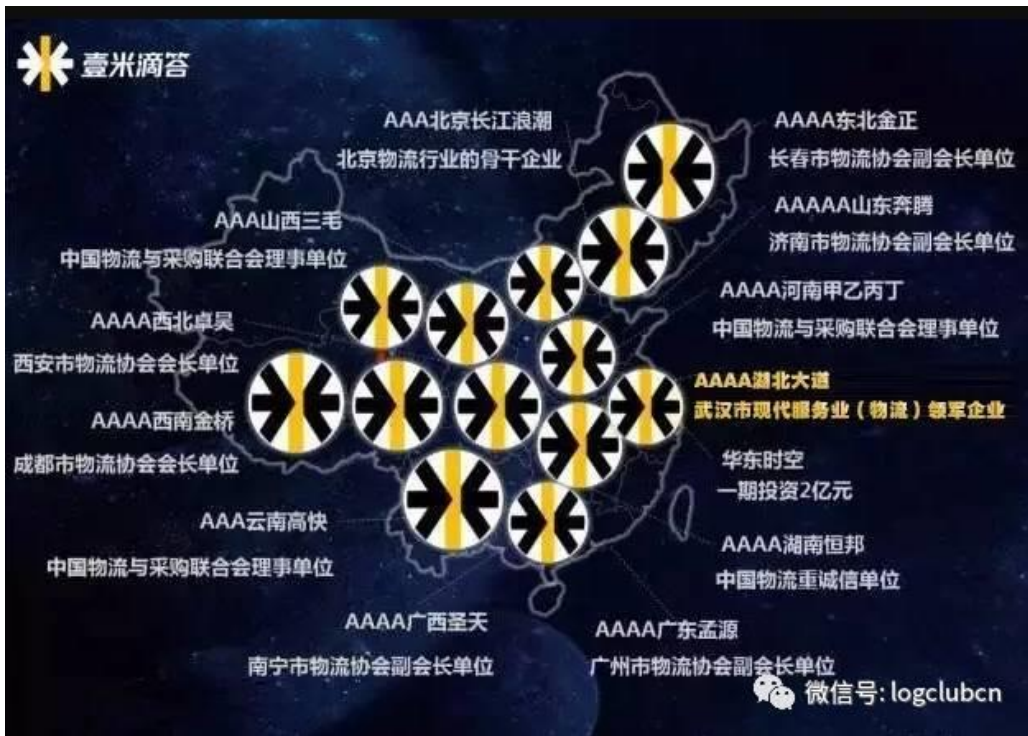 壹米滴答
AAA北京长江浪潮
北京物流行业的骨干企业
AAAA东北金正
长春市物流协会副会长单位
AAA山西三毛
中国物流与采购联合会理事单位
AAAAA山东奔腾
济南市物流协会副会长单位
AAAA西北卓昊
西安市物流协会会长单位
AAAA河南甲乙丙丁
中国物流与采购联合会理事单位
AAAA西南金桥
成都市物流协会会长单位
AAAA湖北大道
武汉市现代服务业（物流）领军企业
华东时空
一期投资2亿元
AAA云南高快
中国物流与采购联合会理事单位
AAAA湖南恒邦
中国物流重诚信单位
AAAA广西圣天
南宁市物流协会副会长单位
AAAA广东孟源
广州市物流协会副会长单位
微信号: logclubcn